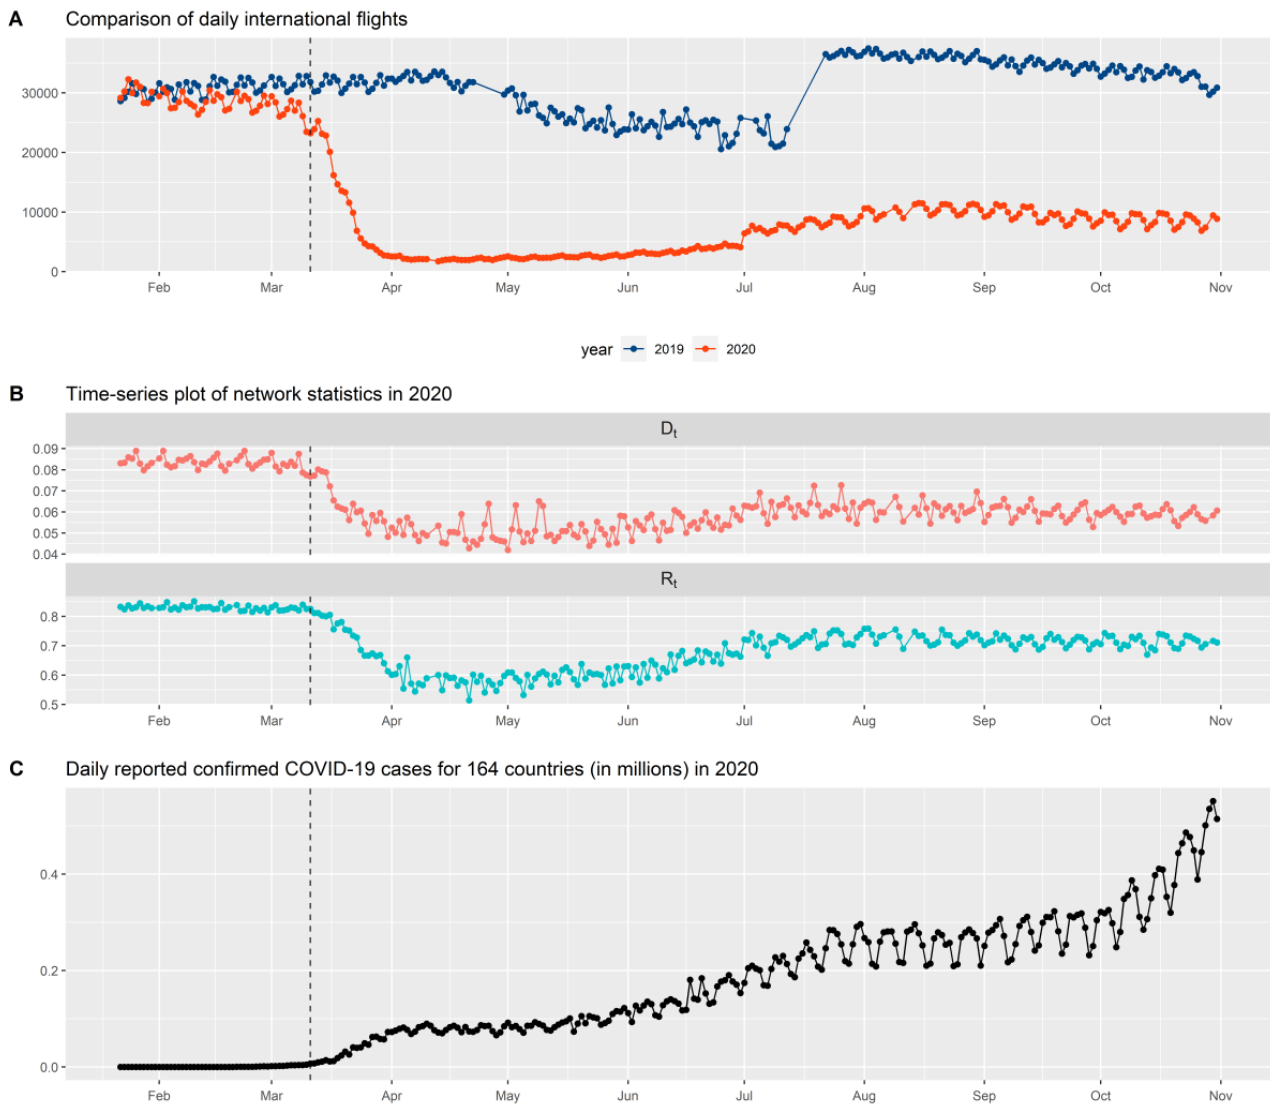 A Comparison of daily international flights
30000
20000
10000
0
Feb Mar Apr May Jun Jul Aug Sep Oct Nov
year 2019 2020
B Time-series plot of network statistics in 2020
Dt
0.09
0.08
0.07
0.06
0.05
0.04
Rt
0.8
0.7
0.6
0.5
Feb Mar Apr May Jun Jul Aug Sep Oct Nov
C Daily reported confirmed COVID-19 cases for 164 countries (in millions) in 2020
0.4
0.2
0.0
Feb Mar Apr May Jun Jul Aug Sep Oct Nov